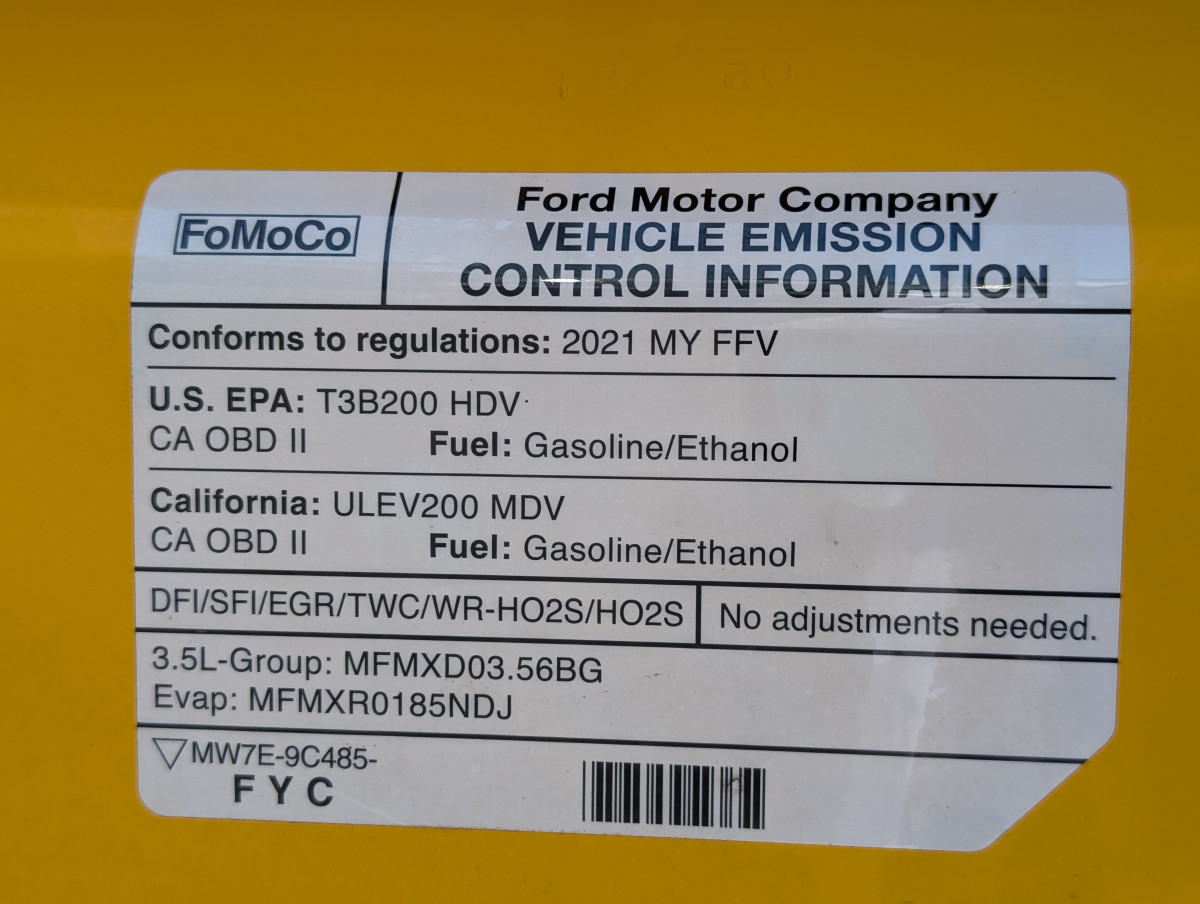 FoMoCo
Ford Motor Company
VEHICLE EMISSION
CONTROL INFORMATION
Conforms to regulations: 2021 MY FFV
U.S. EPA: T3B200 HDV
CA OBD II Fuel: Gasoline/Ethanol
California: ULEV200 MDV
CA OBD II Fuel: Gasoline/Ethanol
DFI/SFI/EGR/TWC/WR-HO2S/HO2S
No adjustments needed.
3.5L-Group: MFMXD03.56BG
Evap: MFMXR0185NDJ
▽MW7E-9C485-
F Y C